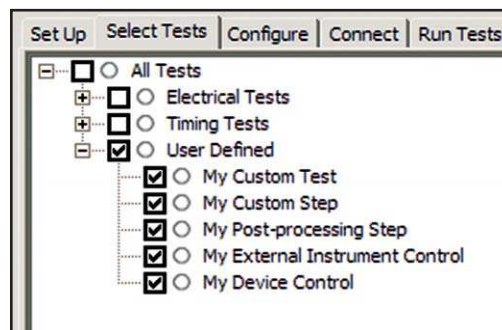 Set Up Select Tests Configure Connect Run Tests
All Tests
Electrical Tests
Timing Tests
User Defined
My Custom Test
My Custom Step
My Post-processing Step
My External Instrument Control
My Device Control